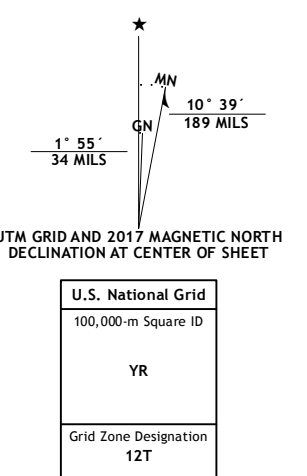 MN
10° 39´
GN
189 MILS
1° 55´
34 MILS
UTM GRID AND 2017 MAGNETIC NORTH
DECLINATION AT CENTER OF SHEET
U.S. National Grid
100,000-m Square ID
YR
Grid Zone Designation
12T